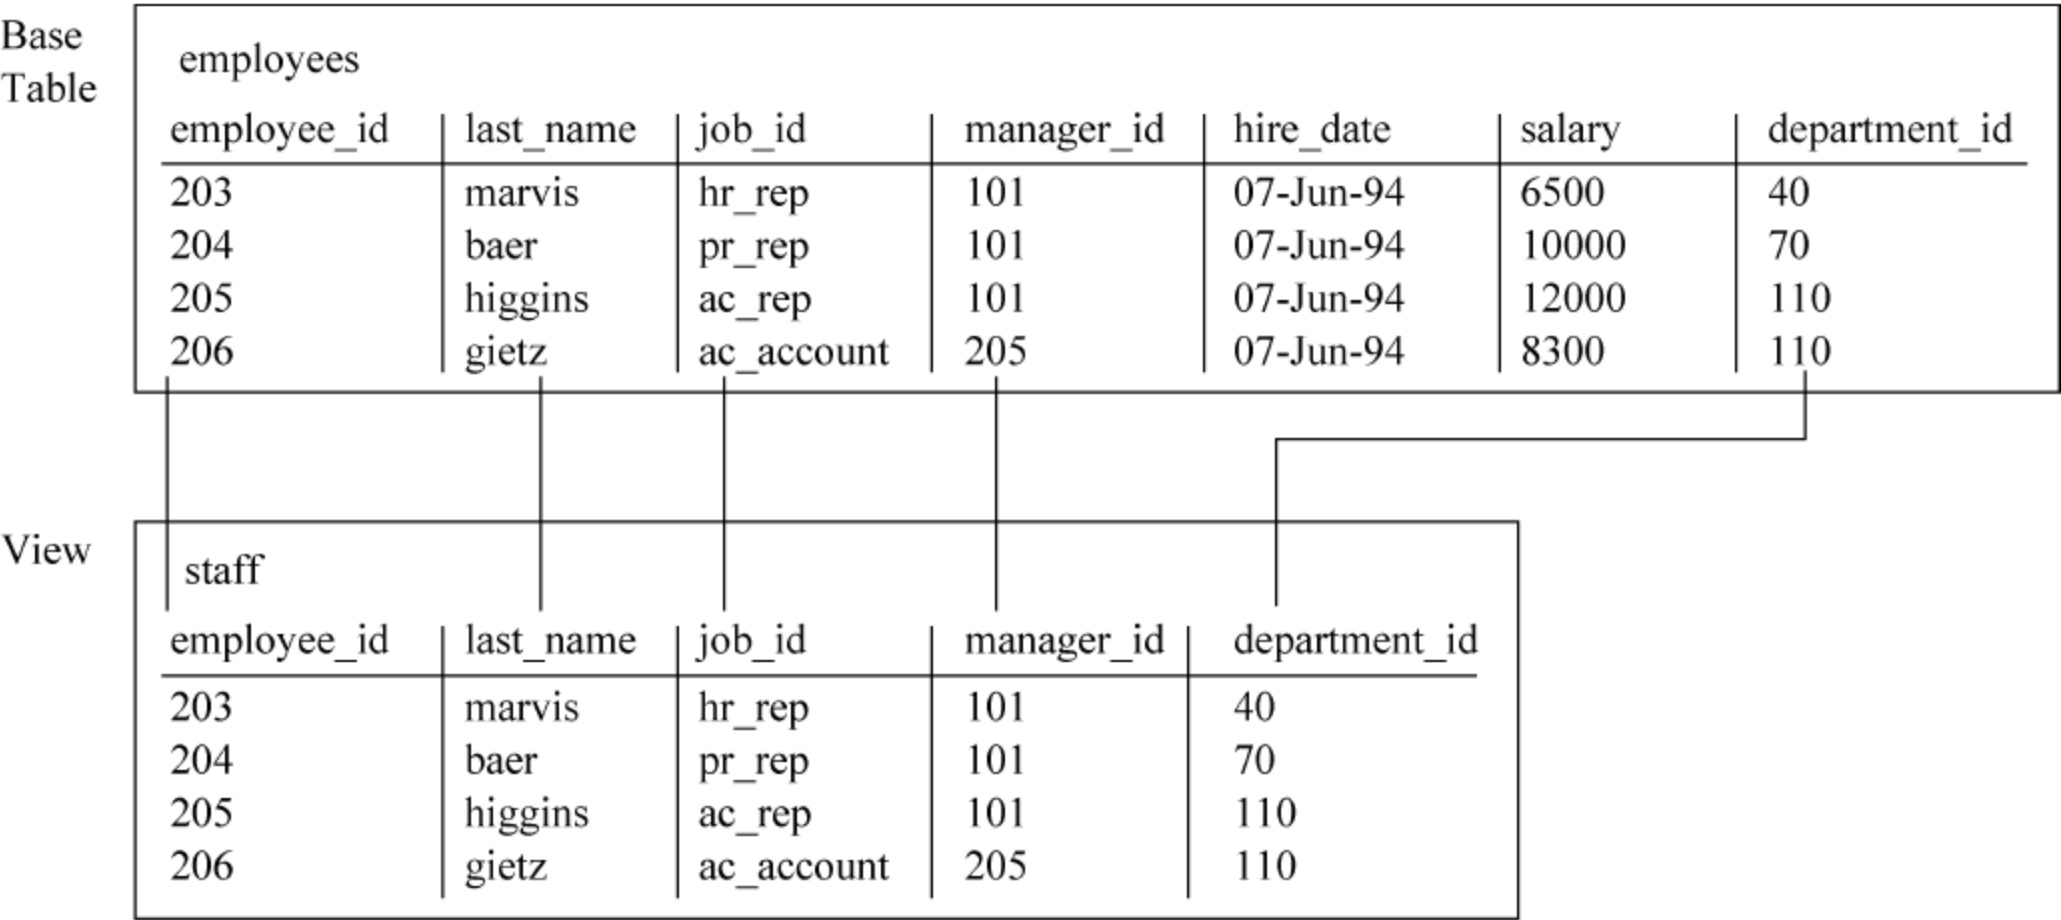 Base
Table
employees
employee_id last_name job_id manager_id hire_date salary department_id
203 marvis hr_rep 101 07-Jun-94 6500 40
204 baer pr_rep 101 07-Jun-94 10000 70
205 higgins ac_rep 101 07-Jun-94 12000 110
206 gietz ac_account 205 07-Jun-94 8300 110
View
staff
employee_id last_name job_id manager_id department_id
203 marvis hr_rep 101 40
204 baer pr_rep 101 70
205 higgins ac_rep 101 110
206 gietz ac_account 205 110